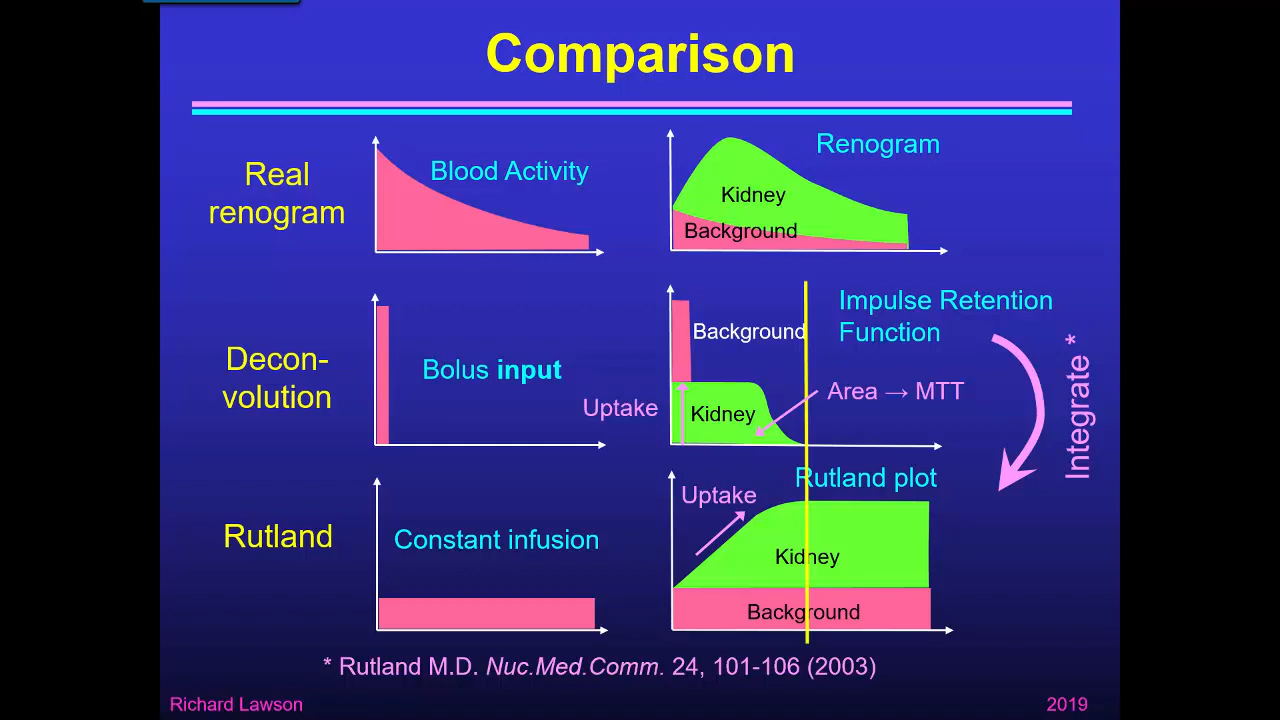 Comparison
Real
renogram
Blood Activity
Renogram
Kidney
Background
Decon-
volution
Bolus input
Uptake
Background
Kidney
Impulse Retention
Function
Area → MTT
Integrate *
Rutland
Constant infusion
Rutland plot
Uptake
Kidney
Background
* Rutland M.D. Nuc.Med.Comm. 24, 101-106 (2003)
Richard Lawson
2019